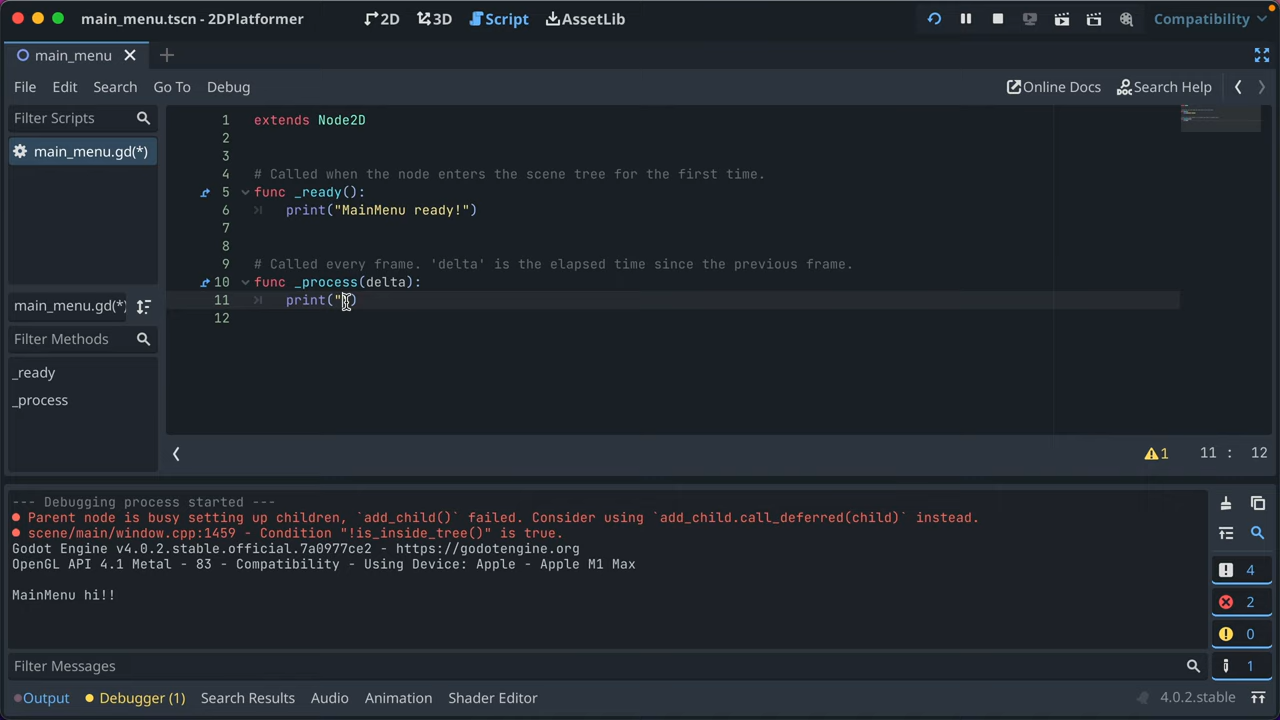 main_menu.tscn - 2DPlatformer
2D
3D
Script
AssetLib
Compatibility
main_menu
File
Edit
Search
Go To
Debug
Online Docs
Search Help
Filter Scripts
main_menu.gd(*)
main_menu.gd(*)
Filter Methods
_ready
_process
1 extends Node2D
2
3
4 # Called when the node enters the scene tree for the first time.
5 func _ready():
6 print("MainMenu ready!")
7
8
9 # Called every frame. 'delta' is the elapsed time since the previous frame.
10 func _process(delta):
11 print("")
12
1
11 : 12
--- Debugging process started ---
Parent node is busy setting up children, `add_child()` failed. Consider using `add_child.call_deferred(child)` instead.
scene/main/window.cpp:1459 - Condition "!is_inside_tree()" is true.
Godot Engine v4.0.2.stable.official.7a0977ce2 - https://godotengine.org
OpenGL API 4.1 Metal - 83 - Compatibility - Using Device: Apple - Apple M1 Max
MainMenu hi!!
4
2
0
1
Filter Messages
Output
Debugger (1)
Search Results
Audio
Animation
Shader Editor
4.0.2.stable